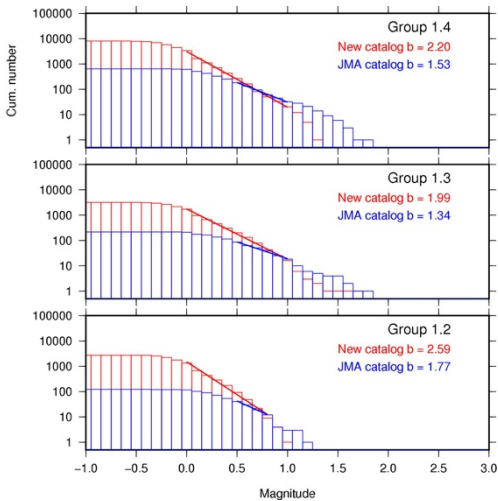 Group 1.4
New catalog b = 2.20
JMA catalog b = 1.53
100000
10000
1000
100
10
1
Cum. number
Group 1.3
New catalog b = 1.99
JMA catalog b = 1.34
100000
10000
1000
100
10
1
Group 1.2
New catalog b = 2.59
JMA catalog b = 1.77
100000
10000
1000
100
10
1
−1.0 −0.5 0.0 0.5 1.0 1.5 2.0 2.5 3.0
Magnitude